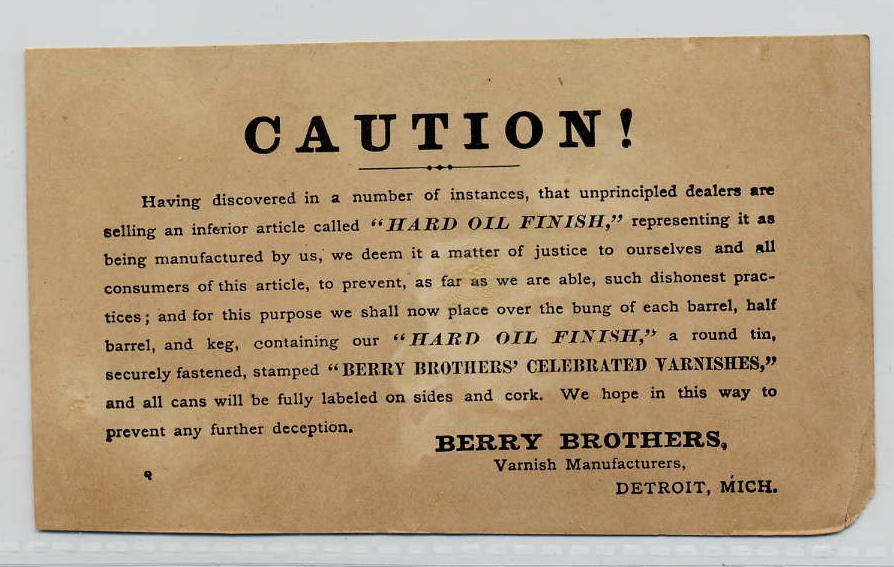 CAUTION!
Having discovered in a number of instances, that unprincipled dealers are
selling an inferior article called “HARD OIL FINISH,” representing it as
being manufactured by us, we deem it a matter of justice to ourselves and all
consumers of this article, to prevent, as far as we are able, such dishonest prac-
tices; and for this purpose we shall now place over the bung of each barrel, half
barrel, and keg, containing our “HARD OIL FINISH,” a round tin,
securely fastened, stamped “BERRY BROTHERS’ CELEBRATED VARNISHES,”
and all cans will be fully labeled on sides and cork. We hope in this way to
prevent any further deception.
BERRY BROTHERS,
Varnish Manufacturers,
DETROIT, MICH.